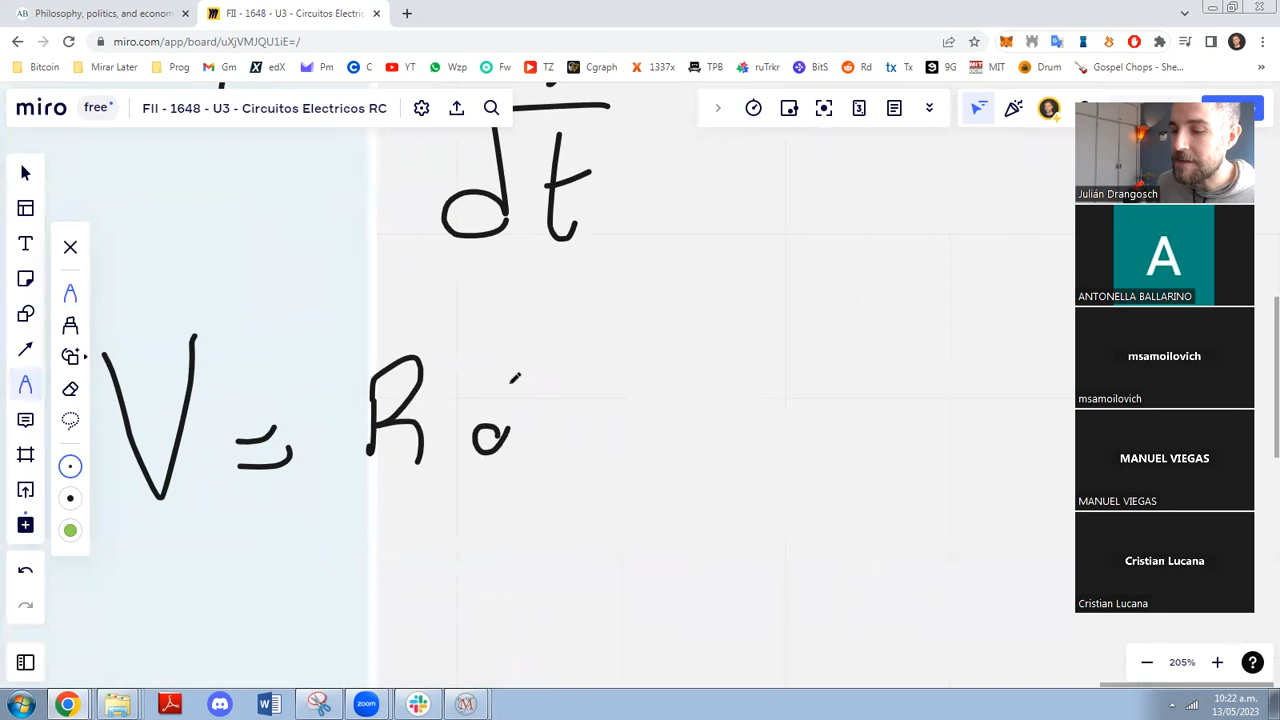 Philosophy, politics, and econom
FII - 1648 - U3 - Circuitos Electric
miro.com/app/board/uXjVMJQU1iE=/
Bitcoin Mirar Later Prog Gm edX Pm C YT Wzp Fw TZ Cgraph 1337x TPB ruTrkr BitS Rd Tx 9G MIT Drum Gospel Chops - She...
miro free FII - 1648 - U3 - Circuitos Electricos RC
3
dt
V = R
Julián Drangosch
A
ANTONELLA BALLARINO
msamoilovich
msamoilovich
MANUEL VIEGAS
MANUEL VIEGAS
Cristian Lucana
Cristian Lucana
205%
zoom
10:22 a.m.
13/05/2023